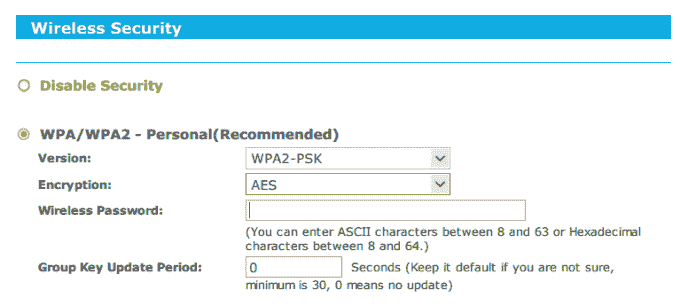 Wireless Security
Disable Security
WPA/WPA2 - Personal(Recommended)
Version: WPA2-PSK
Encryption: AES
Wireless Password:
(You can enter ASCII characters between 8 and 63 or Hexadecimal
characters between 8 and 64.)
Group Key Update Period: 0 Seconds (Keep it default if you are not sure,
minimum is 30, 0 means no update)